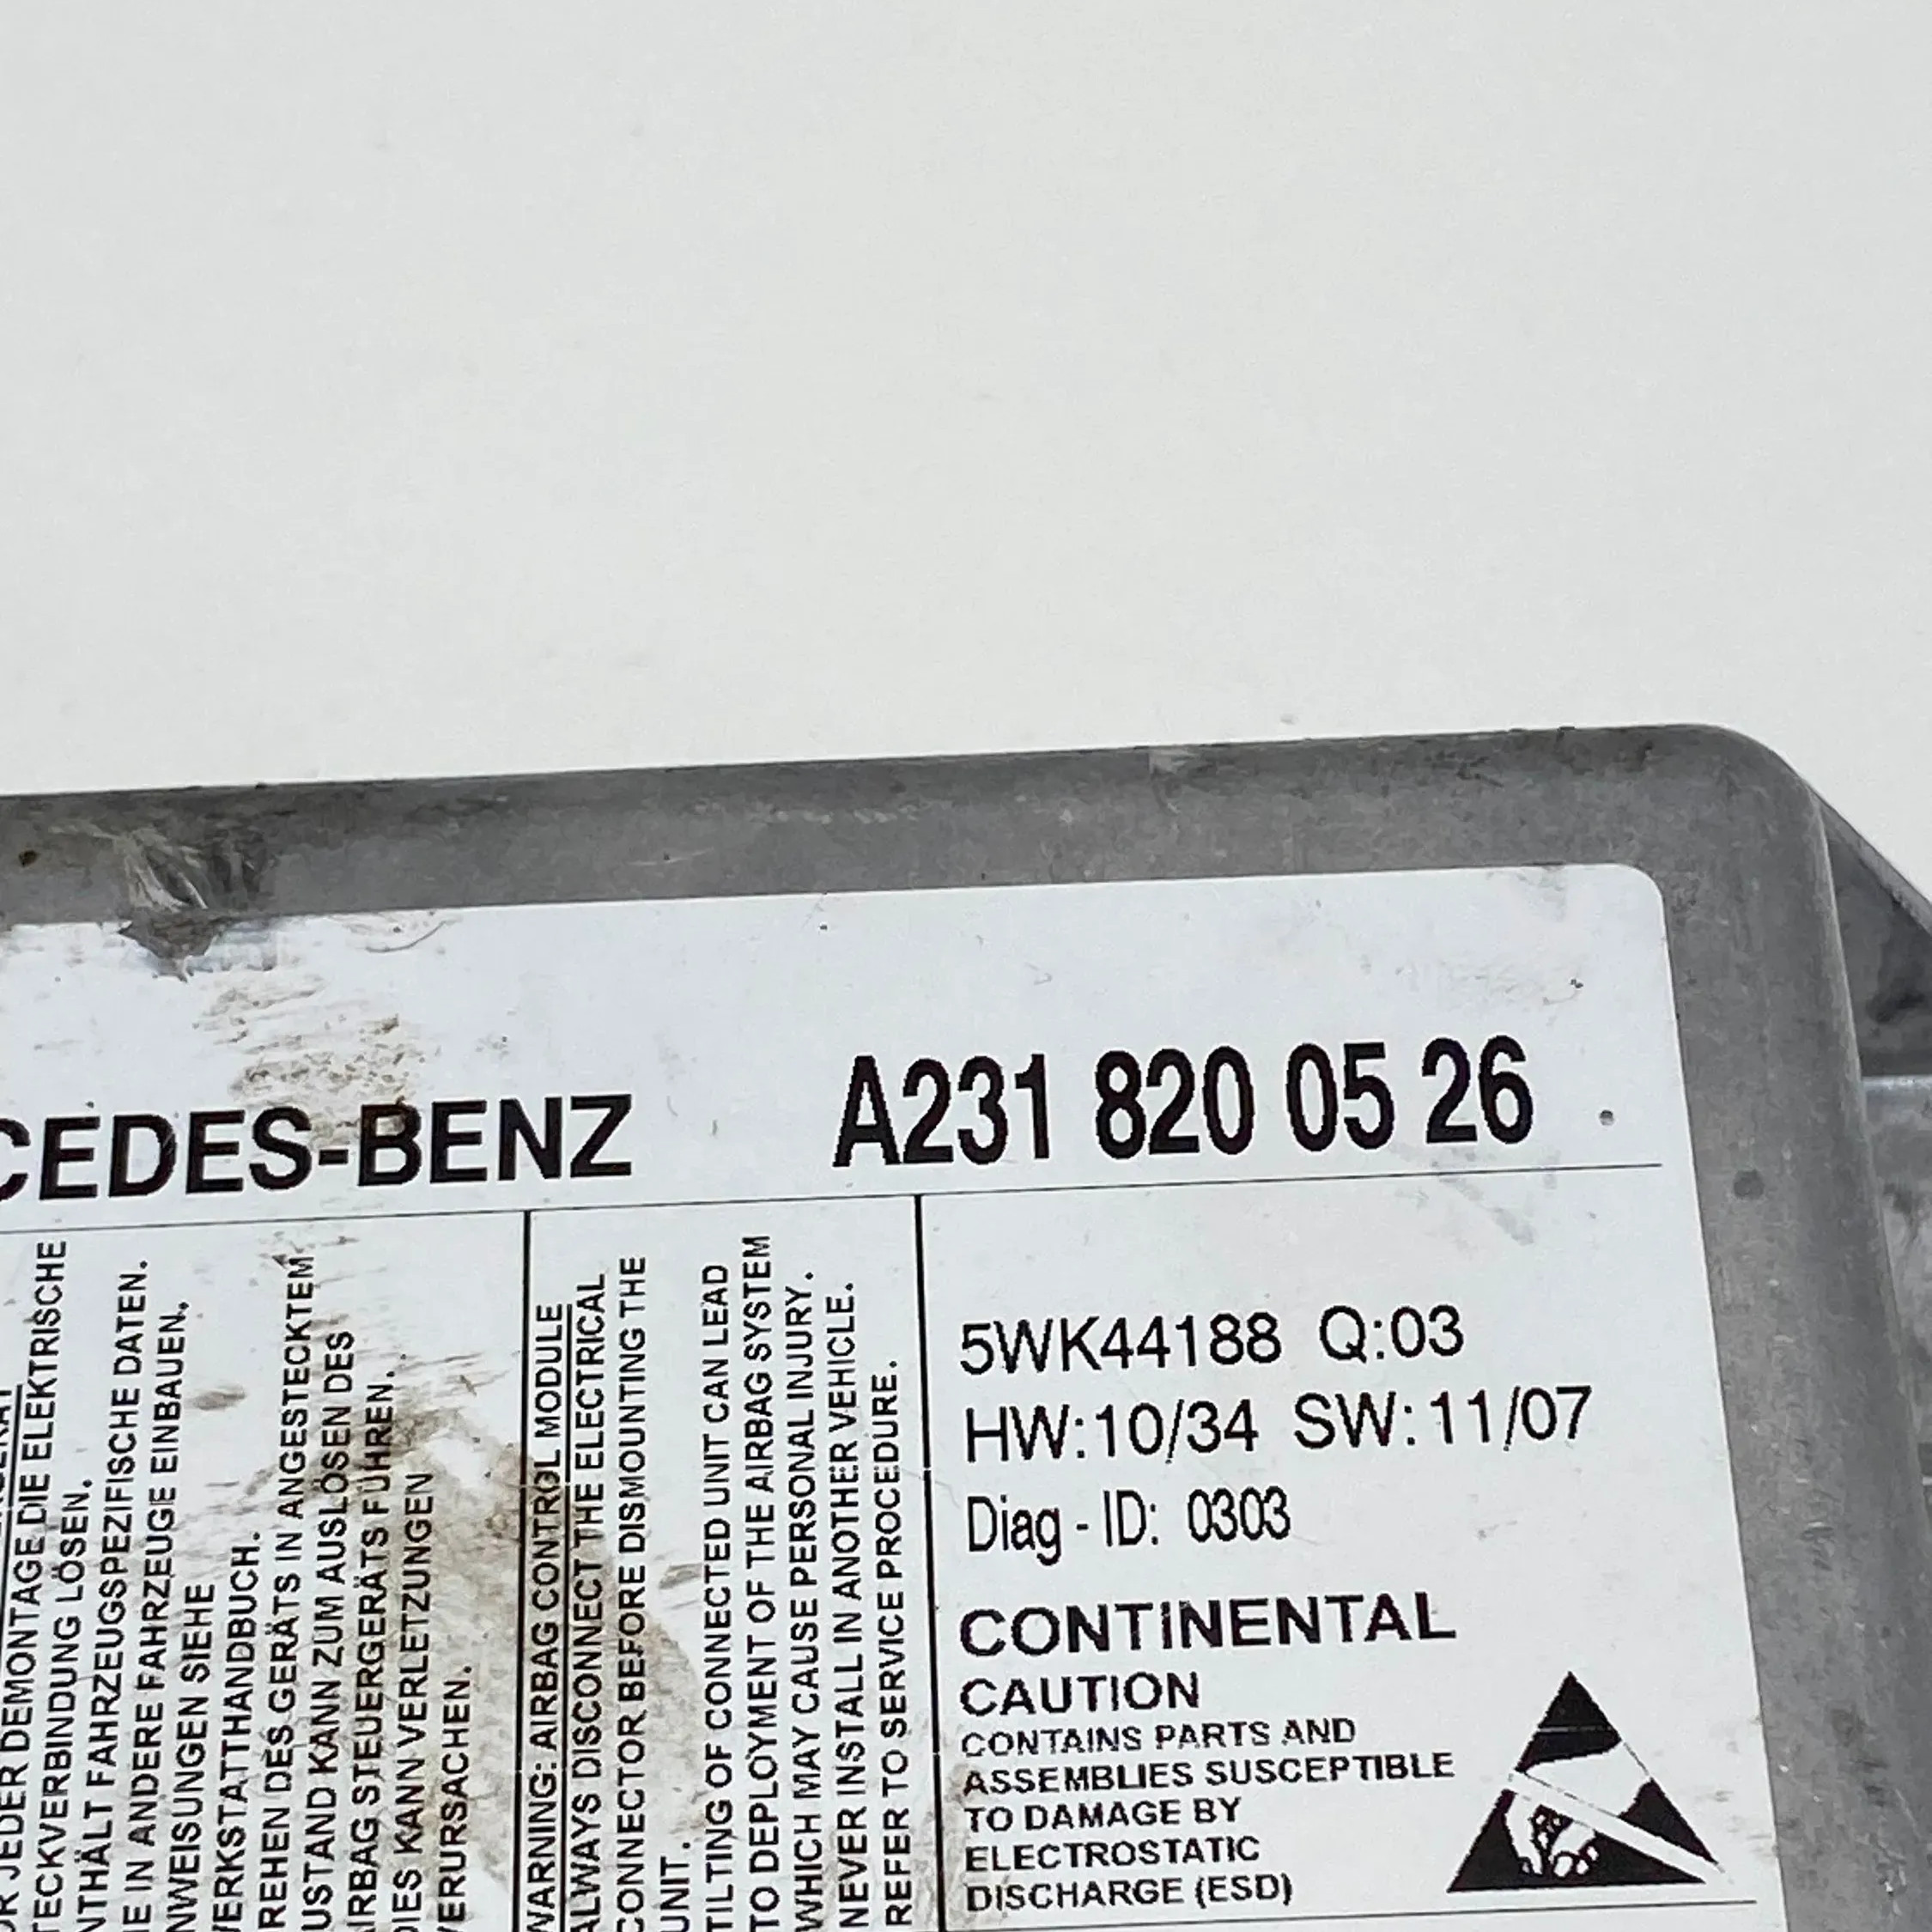 CEDES-BENZ A231 820 05 26
R JEDER DEMONTAGE DIE ELEKTRISCHE
TECKVERBINDUNG LÖSEN.
NTHÄLT FAHRZEUGSPEZIFISCHE DATEN.
IE IN ANDERE FAHRZEUGE EINBAUEN.
NWEISUNGEN SIEHE
ERKSTATTHANDBUCH.
REHEN DES GERÄTS IN ANGESTECKTEM
USTAND KANN ZUM AUSLÖSEN DES
IRBAG STEUERGERÄTS FÜHREN.
IES KANN VERLETZUNGEN
ERURSACHEN.
WARNING: AIRBAG CONTROL MODULE
ALWAYS DISCONNECT THE ELECTRICAL
CONNECTOR BEFORE DISMOUNTING THE
UNIT.
TILTING OF CONNECTED UNIT CAN LEAD
TO DEPLOYMENT OF THE AIRBAG SYSTEM
WHICH MAY CAUSE PERSONAL INJURY.
NEVER INSTALL IN ANOTHER VEHICLE.
REFER TO SERVICE PROCEDURE.
5WK44188 Q:03
HW:10/34 SW:11/07
Diag - ID: 0303
CONTINENTAL
CAUTION
CONTAINS PARTS AND
ASSEMBLIES SUSCEPTIBLE
TO DAMAGE BY
ELECTROSTATIC
DISCHARGE (ESD)